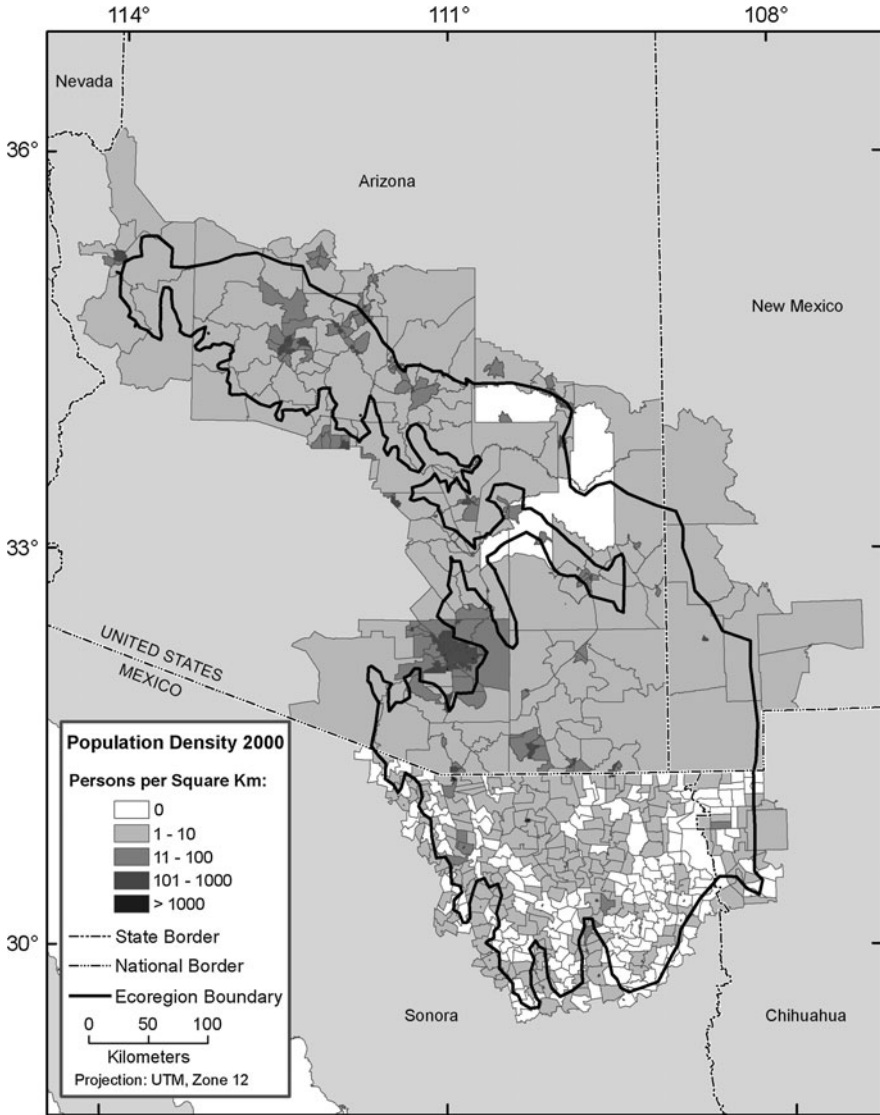 114°
111°
108°
Nevada
36°
Arizona
New Mexico
33°
UNITED STATES
MEXICO
Population Density 2000
Persons per Square Km:
0
1 - 10
11 - 100
101 - 1000
> 1000
30°
State Border
National Border
Ecoregion Boundary
0 50 100
Kilometers
Projection: UTM, Zone 12
Sonora
Chihuahua